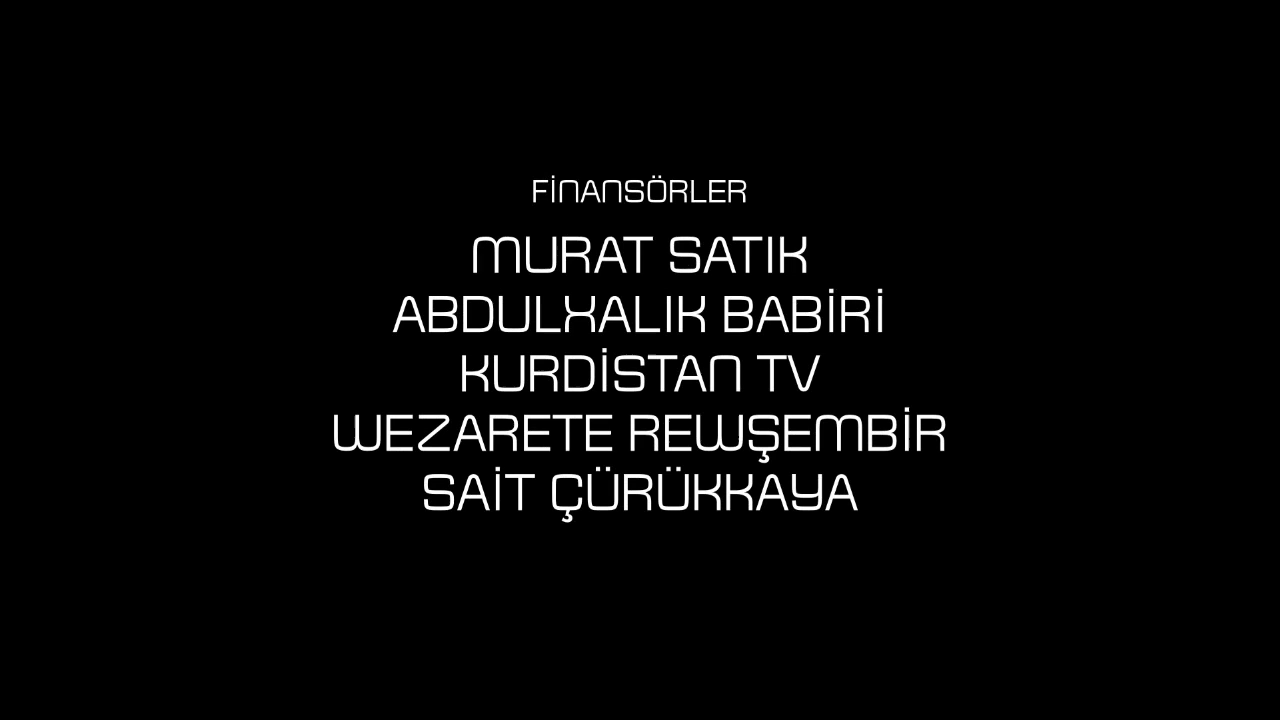 FİNANSÖRLER
MURAT SATIK
ABDULXALIK BABİRİ
KURDİSTAN TV
WEZARETE REWŞEMBİR
SAİT ÇÜRÜKKAYA